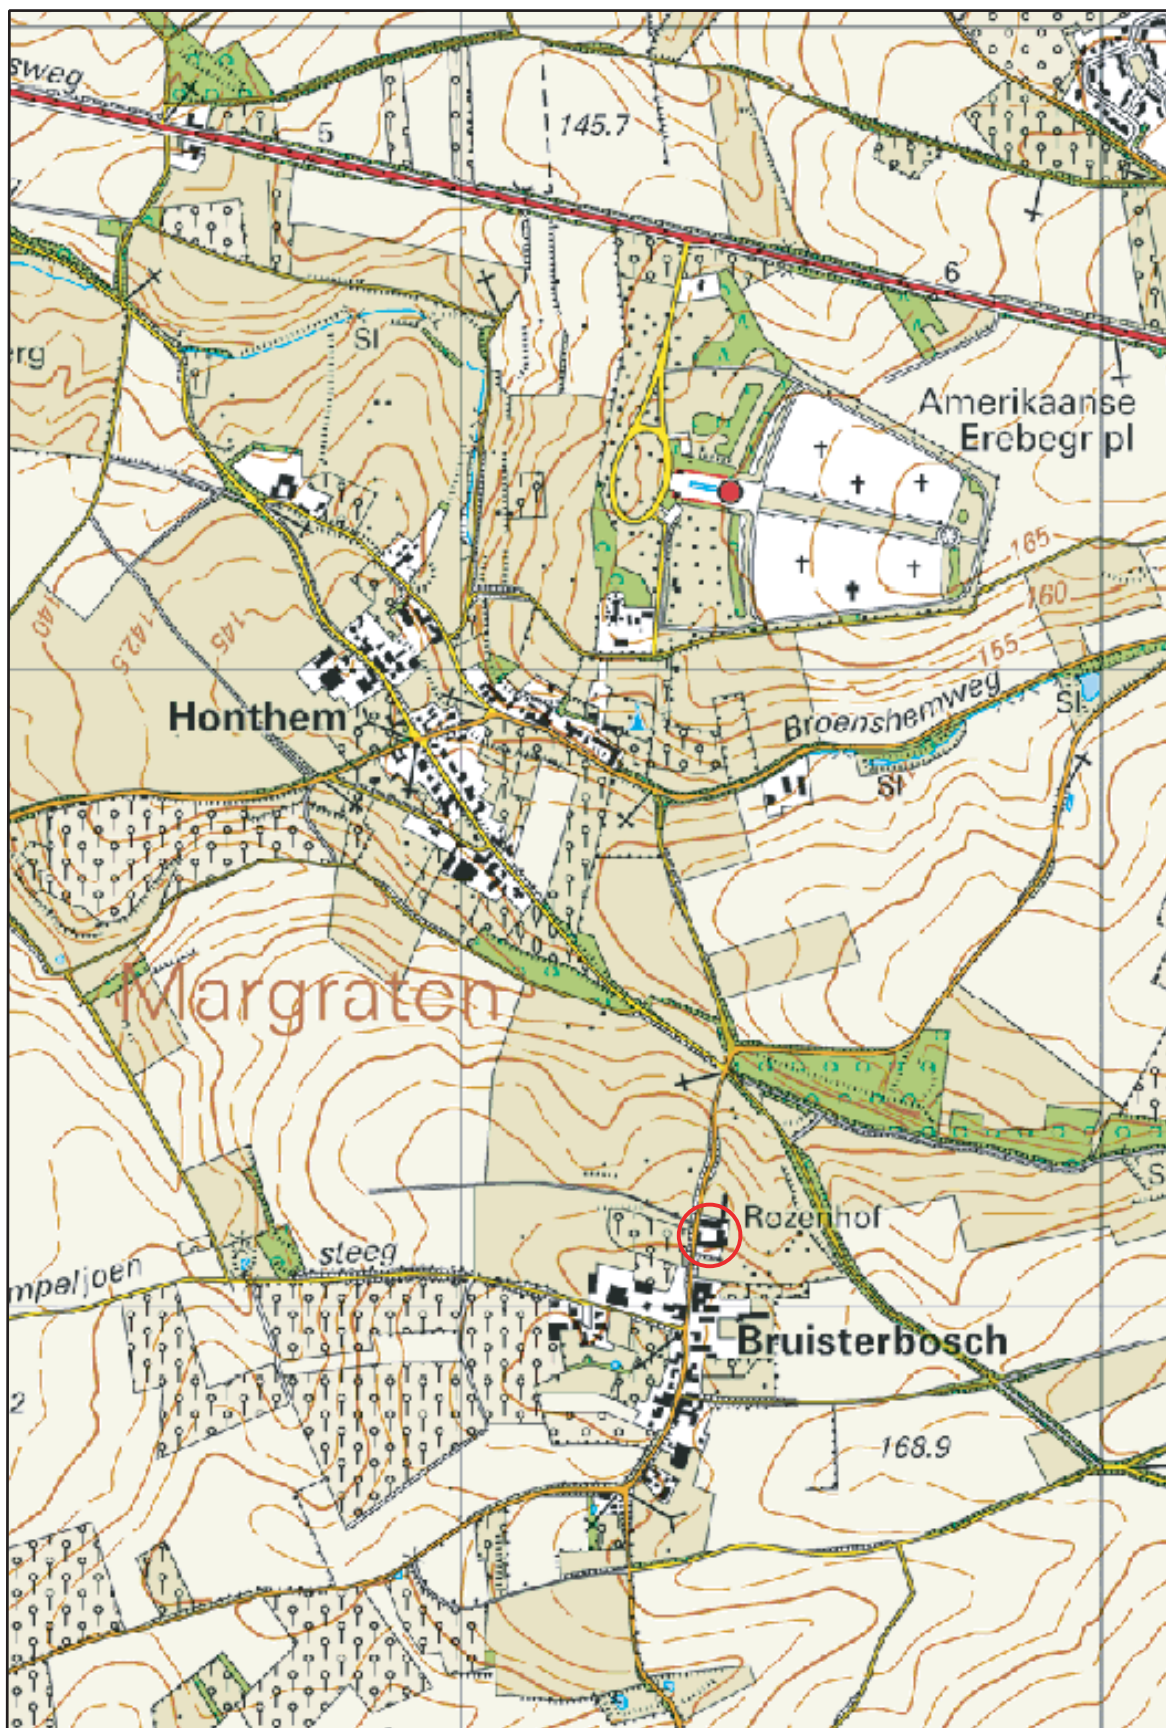 sweg
5
145.7
6
Sl
erg
Amerikaanse
Erebegr pl
165
160
155
140
142.5
145
Honthem
Broenshemweg
Sl
Sl
Margraten
S
Rozenhof
steeg
mpeljoen
Bruisterbosch
2
168.9